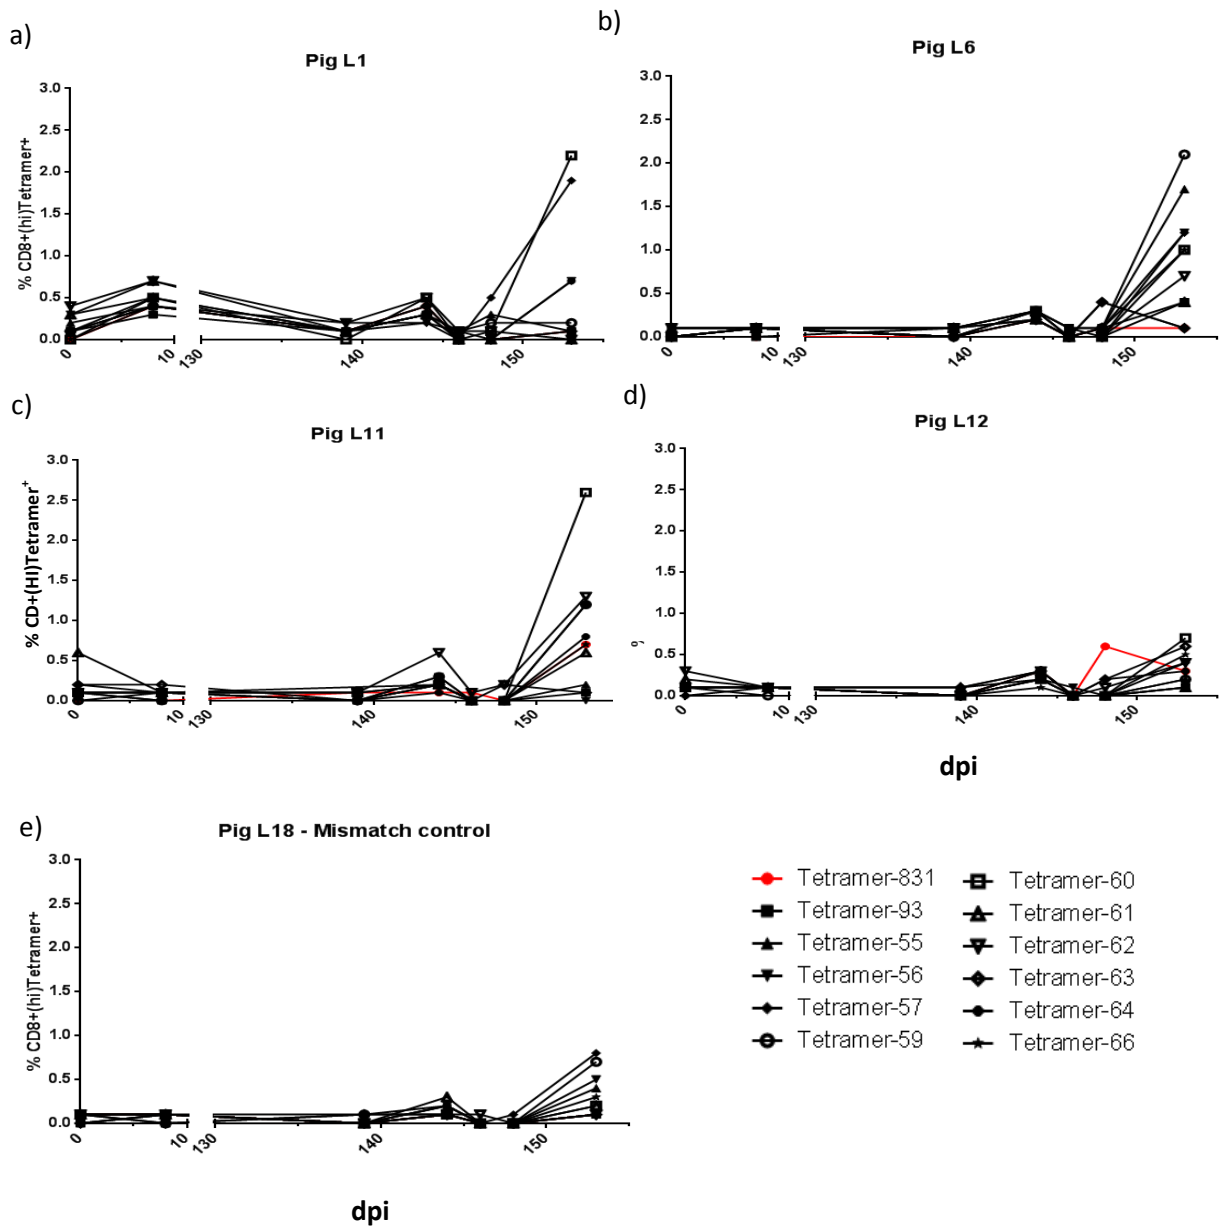 a)
Pig L1
% CD8+(hi)Tetramer+
3.0
2.5
2.0
1.5
1.0
0.5
0.0
0
10
130
140
150
b)
Pig L6
3.0
2.5
2.0
1.5
1.0
0.5
0.0
0
10
130
140
150
c)
Pig L11
% CD+(HI)Tetramer+
3.0
2.5
2.0
1.5
1.0
0.5
0.0
0
10
130
140
150
d)
Pig L12
3.0
2.5
2.0
1.5
1.0
0.5
0.0
0
10
130
140
150
dpi
e)
Pig L18 - Mismatch control
% CD8+(hi)Tetramer+
3.0
2.5
2.0
1.5
1.0
0.5
0.0
0
10
130
140
150
dpi
Tetramer-831
Tetramer-93
Tetramer-55
Tetramer-56
Tetramer-57
Tetramer-59
Tetramer-60
Tetramer-61
Tetramer-62
Tetramer-63
Tetramer-64
Tetramer-66